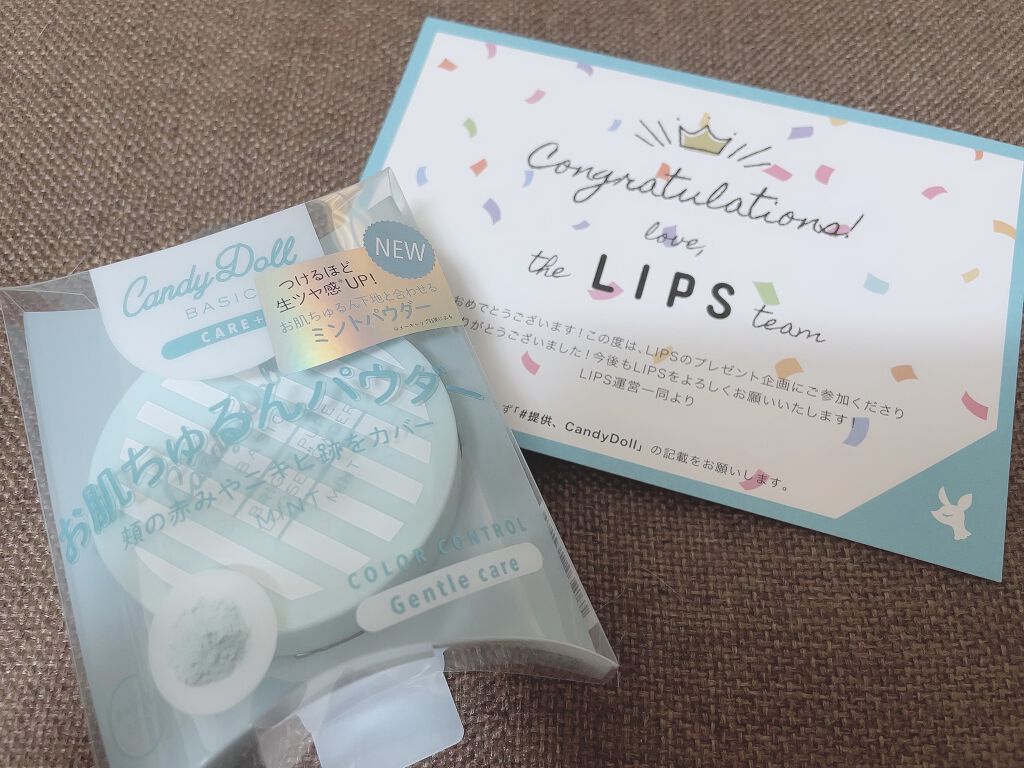 Congratulations!
love,
the LIPS team
おめでとうございます！この度は、LIPSのプレゼント企画にご参加くださり
りがとうございました！今後もLIPSをよろしくお願いいたします！
LIPS運営一同より
ず「#提供、CandyDoll」の記載をお願いします。
Candy Doll
BASIC
CARE+
NEW
つけるほど
生ツヤ感UP!
お肌ちゅるん下地と合わせる
ミントパウダー
お肌ちゅるんパウダー
頬の赤みやニキビ跡をカバー
MINT
COLOR CONTROL
Gentle care